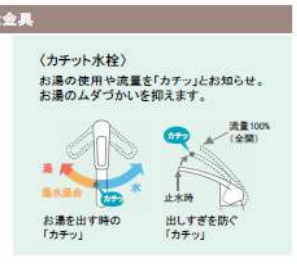 金具
〈カチット水栓〉
お湯の使用や流量を「カチッ」とお知らせ。
お湯のムダづかいを抑えます。
流量100%
(全開)
カチッ
湯
水
湯水混合
カチッ
止水時
お湯を出す時の
「カチッ」
出しすぎを防ぐ
「カチッ」